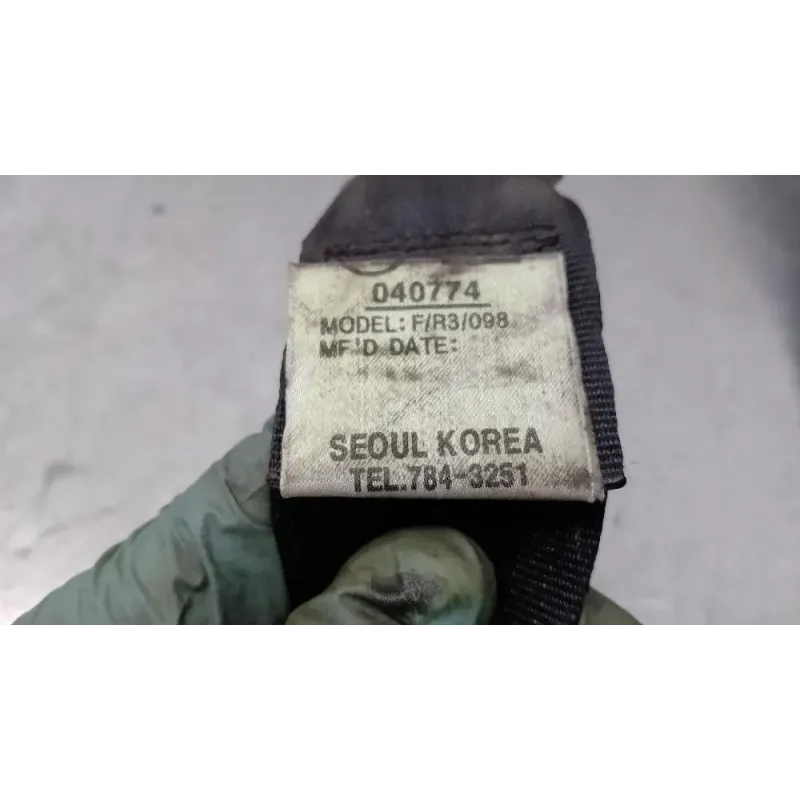 040774
MODEL: F/R3/098
MF'D DATE:
SEOUL KOREA
TEL.784-3251